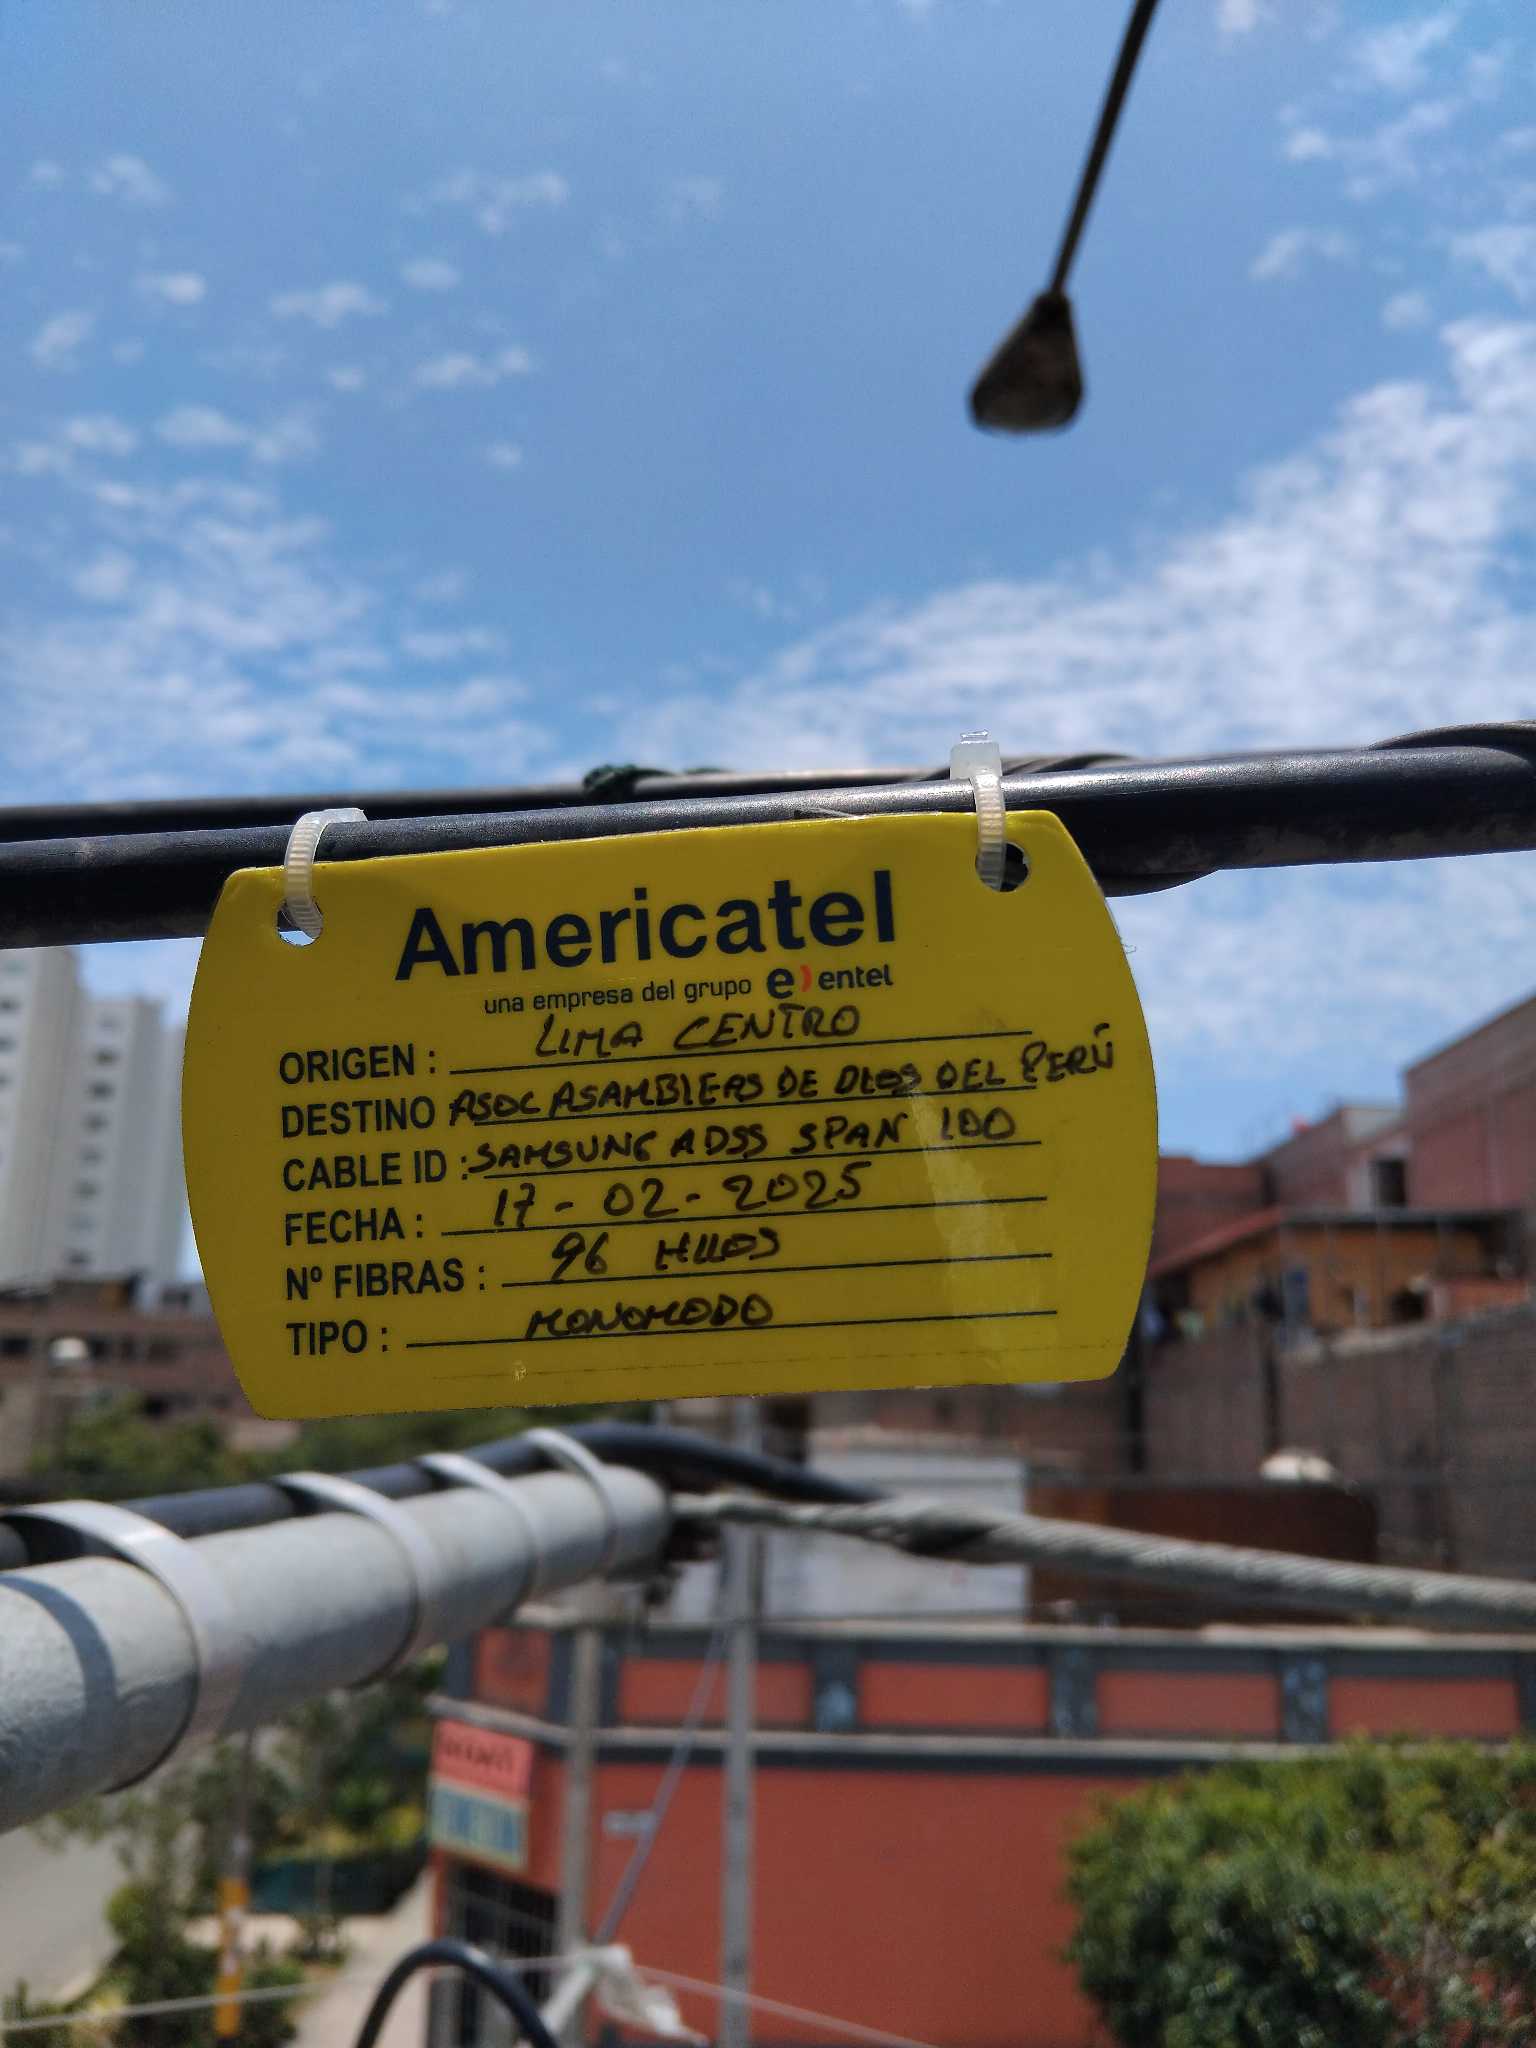 Americatel
una empresa del grupo e) entel
ORIGEN : LIMA CENTRO
DESTINO ASOC ASAMBLEAS DE DIOS DEL PERÚ
CABLE ID : SAMSUNG ADSS SPAN 100
FECHA : 17 - 02 - 2025
Nº FIBRAS : 96 HILOS
TIPO : MONOMODO